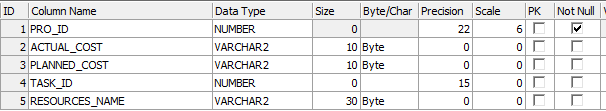 ID Column Name Data Type Size Byte/Char Precision Scale PK Not Null
1 PRO_ID NUMBER 0 22 6
2 ACTUAL_COST VARCHAR2 10 Byte 0 0
3 PLANNED_COST VARCHAR2 10 Byte 0 0
4 TASK_ID NUMBER 0 15 0
5 RESOURCES_NAME VARCHAR2 30 Byte 0 0